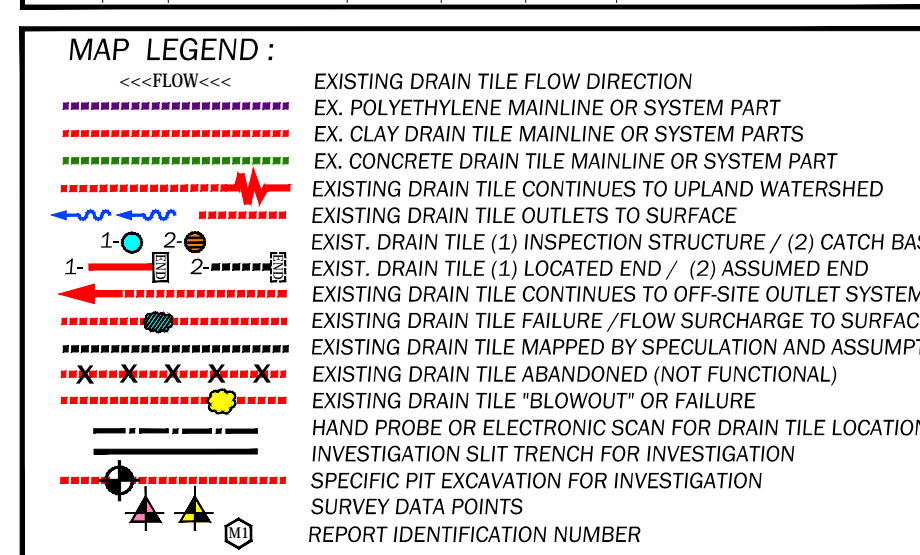 MAP LEGEND :
<<<FLOW<<< EXISTING DRAIN TILE FLOW DIRECTION
EX. POLYETHYLENE MAINLINE OR SYSTEM PART
EX. CLAY DRAIN TILE MAINLINE OR SYSTEM PARTS
EX. CONCRETE DRAIN TILE MAINLINE OR SYSTEM PART
EXISTING DRAIN TILE CONTINUES TO UPLAND WATERSHED
EXISTING DRAIN TILE OUTLETS TO SURFACE
1- 2- EXIST. DRAIN TILE (1) INSPECTION STRUCTURE / (2) CATCH BAS
1- END 2- END EXIST. DRAIN TILE (1) LOCATED END / (2) ASSUMED END
EXISTING DRAIN TILE CONTINUES TO OFF-SITE OUTLET SYSTEM
EXISTING DRAIN TILE FAILURE /FLOW SURCHARGE TO SURFAC
EXISTING DRAIN TILE MAPPED BY SPECULATION AND ASSUMPT
X X X X X EXISTING DRAIN TILE ABANDONED (NOT FUNCTIONAL)
EXISTING DRAIN TILE "BLOWOUT" OR FAILURE
HAND PROBE OR ELECTRONIC SCAN FOR DRAIN TILE LOCATION
INVESTIGATION SLIT TRENCH FOR INVESTIGATION
SPECIFIC PIT EXCAVATION FOR INVESTIGATION
SURVEY DATA POINTS
M1 REPORT IDENTIFICATION NUMBER